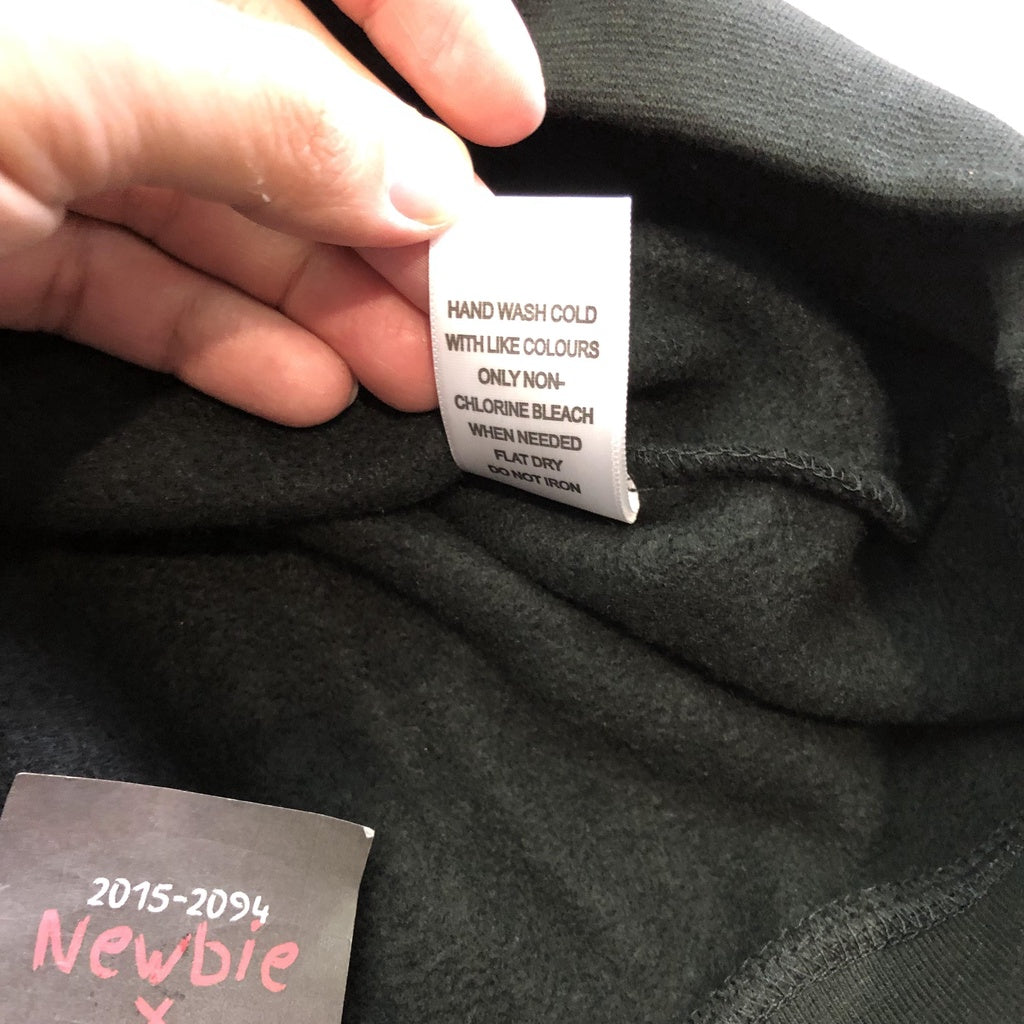 HAND WASH COLD
WITH LIKE COLOURS
ONLY NON-
CHLORINE BLEACH
WHEN NEEDED
FLAT DRY
DO NOT IRON
2015-2094
Newbie
x